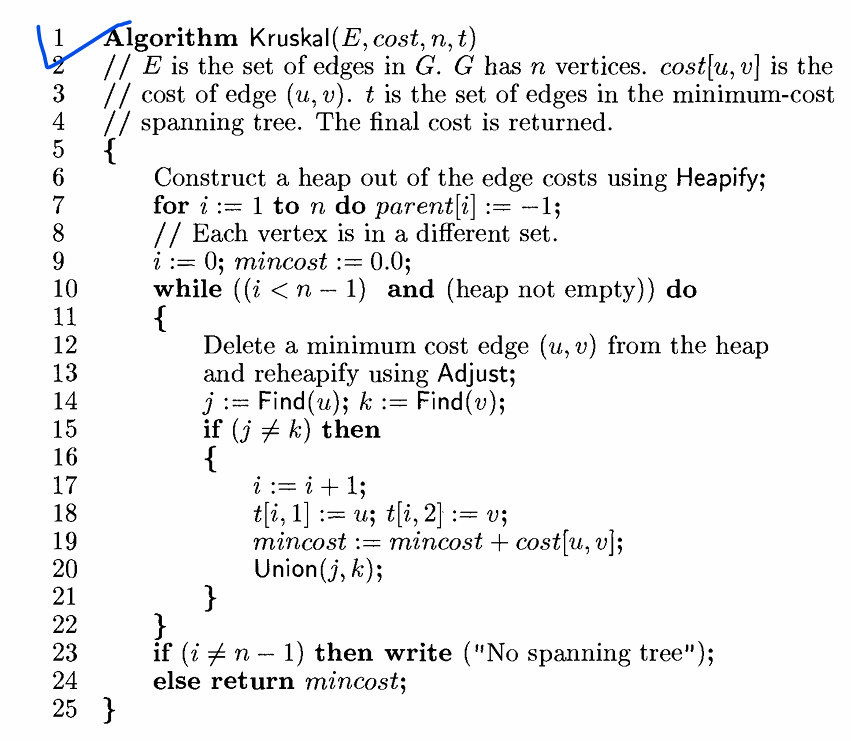 1 Algorithm Kruskal(E, cost, n, t)
2 // E is the set of edges in G. G has n vertices. cost[u, v] is the
3 // cost of edge (u, v). t is the set of edges in the minimum-cost
4 // spanning tree. The final cost is returned.
5 {
6 Construct a heap out of the edge costs using Heapify;
7 for i := 1 to n do parent[i] := −1;
8 // Each vertex is in a different set.
9 i := 0; mincost := 0.0;
10 while ((i < n − 1) and (heap not empty)) do
11 {
12 Delete a minimum cost edge (u, v) from the heap
13 and reheapify using Adjust;
14 j := Find(u); k := Find(v);
15 if (j ≠ k) then
16 {
17 i := i + 1;
18 t[i, 1] := u; t[i, 2] := v;
19 mincost := mincost + cost[u, v];
20 Union(j, k);
21 }
22 }
23 if (i ≠ n − 1) then write ("No spanning tree");
24 else return mincost;
25 }